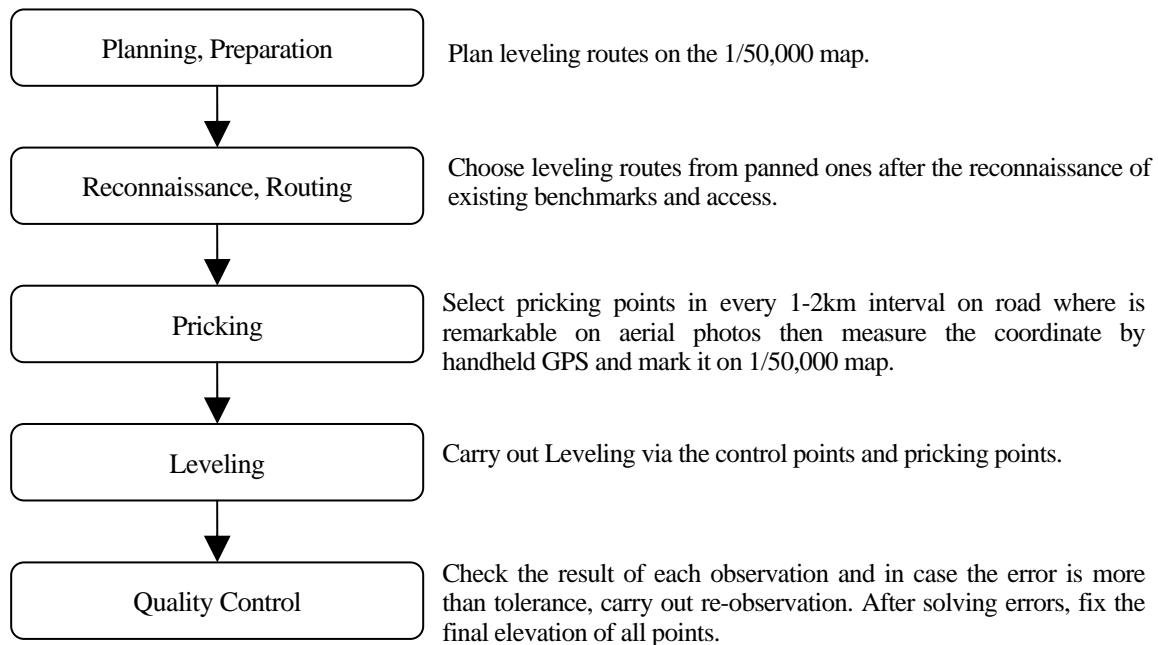 Planning, Preparation
Plan leveling routes on the 1/50,000 map.
Reconnaissance, Routing
Choose leveling routes from panned ones after the reconnaissance of
existing benchmarks and access.
Pricking
Select pricking points in every 1-2km interval on road where is
remarkable on aerial photos then measure the coordinate by
handheld GPS and mark it on 1/50,000 map.
Leveling
Carry out Leveling via the control points and pricking points.
Quality Control
Check the result of each observation and in case the error is more
than tolerance, carry out re-observation. After solving errors, fix the
final elevation of all points.